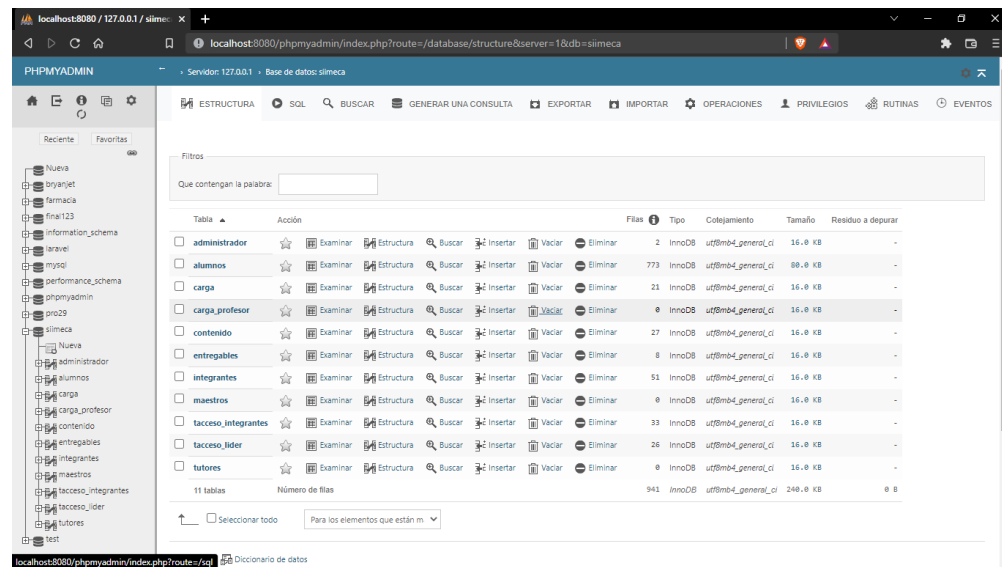 localhost:8080 / 127.0.0.1 / siimec
localhost:8080/phpmyadmin/index.php?route=/database/structure&server=1&db=siimeca
PHPMYADMIN
Servidor: 127.0.0.1 Base de datos: siimeca
ESTRUCTURA SQL BUSCAR GENERAR UNA CONSULTA EXPORTAR IMPORTAR OPERACIONES PRIVILEGIOS RUTINAS EVENTOS
Reciente Favoritas
Nueva
bryanjet
farmacia
final123
information_schema
laravel
mysql
performance_schema
phpmyadmin
pro29
siimeca
Nueva
administrador
alumnos
carga
carga_profesor
contenido
entregables
integrantes
maestros
tacceso_integrantes
tacceso_lider
tutores
test
Filtros
Que contengan la palabra:
Tabla Acción Filas Tipo Cotejamiento Tamaño Residuo a depurar
administrador Examinar Estructura Buscar Insertar Vaciar Eliminar 2 InnoDB utf8mb4_general_ci 16.0 KB -
alumnos Examinar Estructura Buscar Insertar Vaciar Eliminar 773 InnoDB utf8mb4_general_ci 80.0 KB -
carga Examinar Estructura Buscar Insertar Vaciar Eliminar 21 InnoDB utf8mb4_general_ci 16.0 KB -
carga_profesor Examinar Estructura Buscar Insertar Vaciar Eliminar 0 InnoDB utf8mb4_general_ci 16.0 KB -
contenido Examinar Estructura Buscar Insertar Vaciar Eliminar 27 InnoDB utf8mb4_general_ci 16.0 KB -
entregables Examinar Estructura Buscar Insertar Vaciar Eliminar 8 InnoDB utf8mb4_general_ci 16.0 KB -
integrantes Examinar Estructura Buscar Insertar Vaciar Eliminar 51 InnoDB utf8mb4_general_ci 16.0 KB -
maestros Examinar Estructura Buscar Insertar Vaciar Eliminar 0 InnoDB utf8mb4_general_ci 16.0 KB -
tacceso_integrantes Examinar Estructura Buscar Insertar Vaciar Eliminar 33 InnoDB utf8mb4_general_ci 16.0 KB -
tacceso_lider Examinar Estructura Buscar Insertar Vaciar Eliminar 26 InnoDB utf8mb4_general_ci 16.0 KB -
tutores Examinar Estructura Buscar Insertar Vaciar Eliminar 0 InnoDB utf8mb4_general_ci 16.0 KB -
11 tablas Número de filas 941 InnoDB utf8mb4_general_ci 240.0 KB 0 B
Seleccionar todo Para los elementos que están m
localhost:8080/phpmyadmin/index.php?route=/sql Diccionario de datos